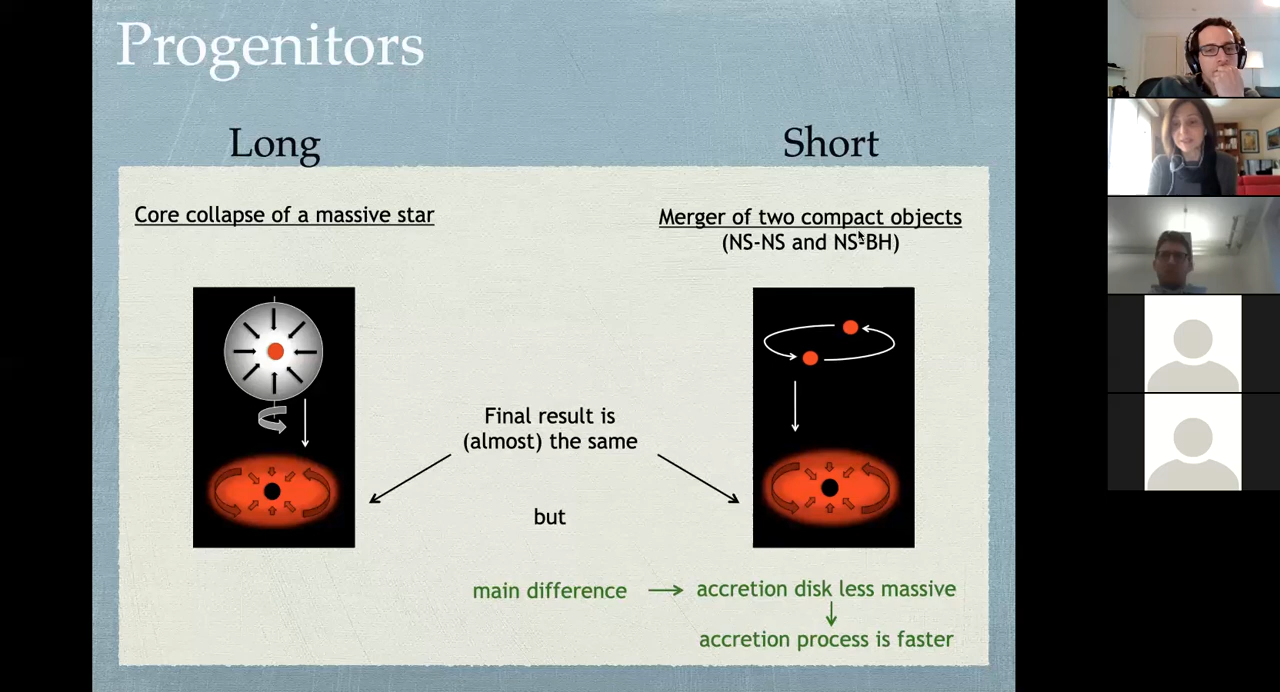 Progenitors
Long
Short
Core collapse of a massive star
Merger of two compact objects
(NS-NS and NS-BH)
Final result is
(almost) the same
but
main difference → accretion disk less massive
↓
accretion process is faster